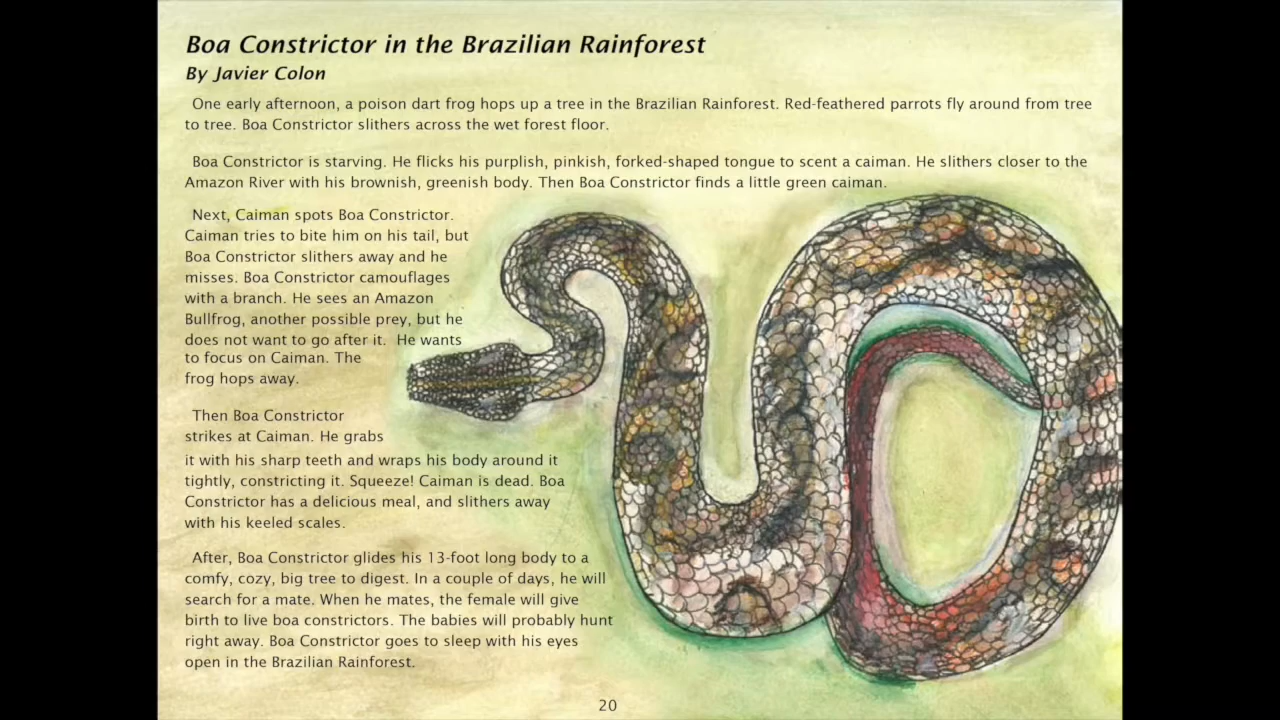 Boa Constrictor in the Brazilian Rainforest
By Javier Colon
One early afternoon, a poison dart frog hops up a tree in the Brazilian Rainforest. Red-feathered parrots fly around from tree
to tree. Boa Constrictor slithers across the wet forest floor.
Boa Constrictor is starving. He flicks his purplish, pinkish, forked-shaped tongue to scent a caiman. He slithers closer to the
Amazon River with his brownish, greenish body. Then Boa Constrictor finds a little green caiman.
Next, Caiman spots Boa Constrictor.
Caiman tries to bite him on his tail, but
Boa Constrictor slithers away and he
misses. Boa Constrictor camouflages
with a branch. He sees an Amazon
Bullfrog, another possible prey, but he
does not want to go after it. He wants
to focus on Caiman. The
frog hops away.
Then Boa Constrictor
strikes at Caiman. He grabs
it with his sharp teeth and wraps his body around it
tightly, constricting it. Squeeze! Caiman is dead. Boa
Constrictor has a delicious meal, and slithers away
with his keeled scales.
After, Boa Constrictor glides his 13-foot long body to a
comfy, cozy, big tree to digest. In a couple of days, he will
search for a mate. When he mates, the female will give
birth to live boa constrictors. The babies will probably hunt
right away. Boa Constrictor goes to sleep with his eyes
open in the Brazilian Rainforest.
20